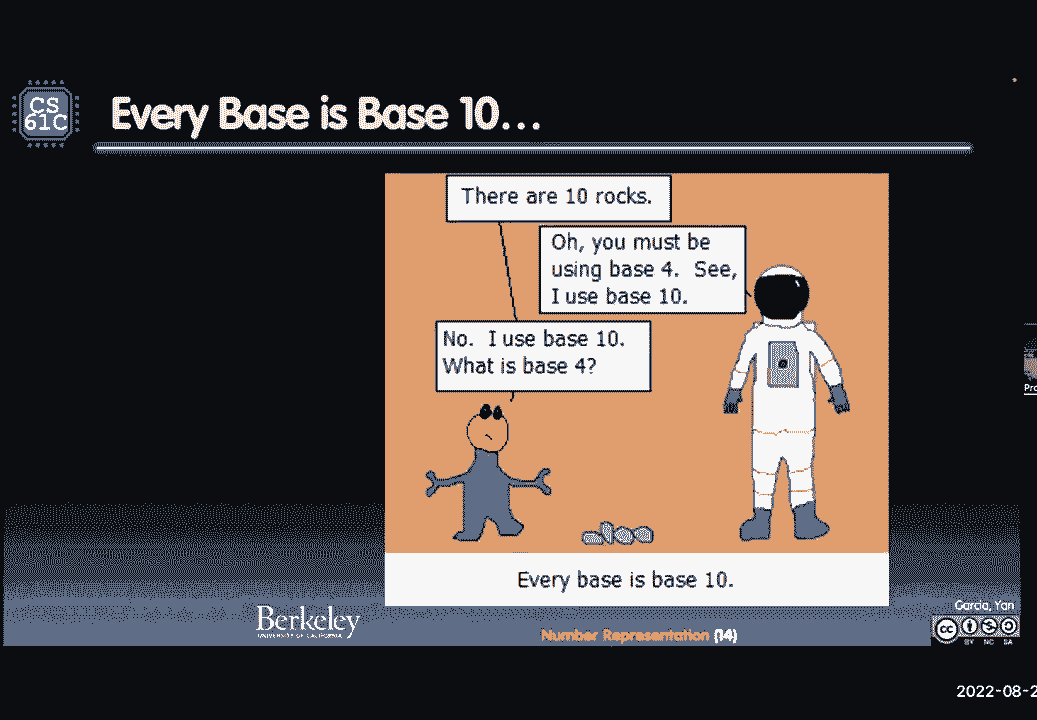 CS
61C
Every Base is Base 10...
There are 10 rocks.
Oh, you must be
using base 4. See,
I use base 10.
No. I use base 10.
What is base 4?
Every base is base 10.
Berkeley
UNIVERSITY OF CALIFORNIA
Number Representation (14)
Garcia, Yan
cc
BY NC SA
2022-08-2